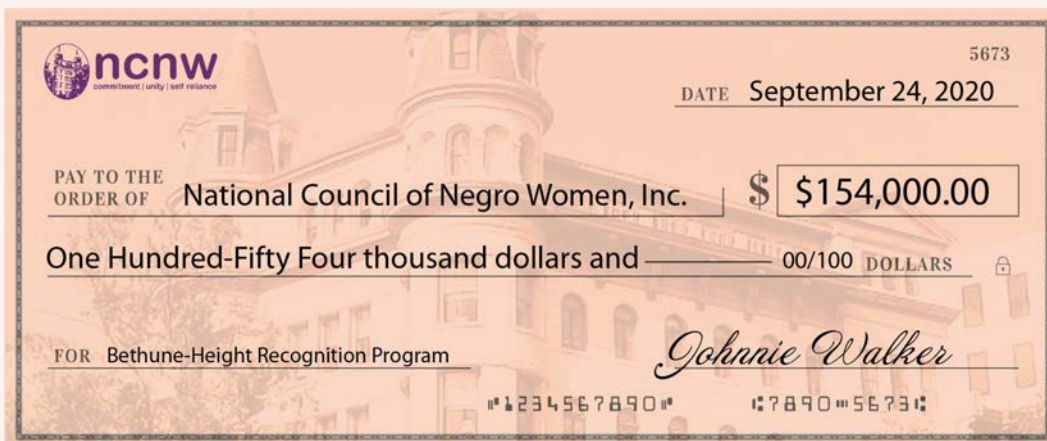 ncnw
commitment | unity | self reliance
5673
DATE September 24, 2020
PAY TO THE
ORDER OF National Council of Negro Women, Inc. $ $154,000.00
One Hundred-Fifty Four thousand dollars and 00/100 DOLLARS
FOR Bethune-Height Recognition Program Johnnie Walker
⑈1234567890⑈ ⑆7890⑉5673⑆